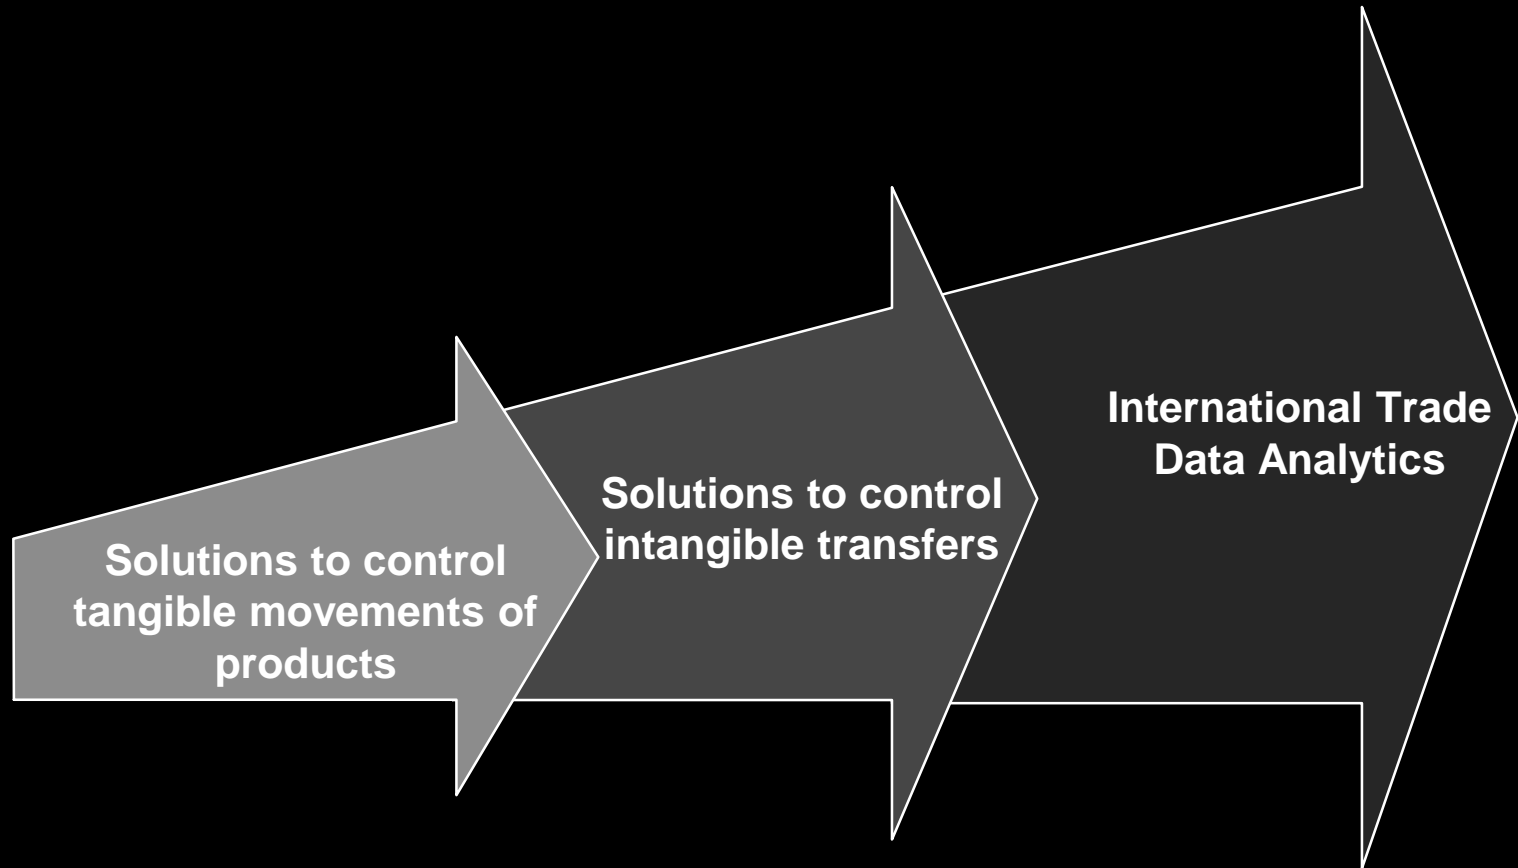 Solutions to control
tangible movements of
products
Solutions to control
intangible transfers
International Trade
Data Analytics